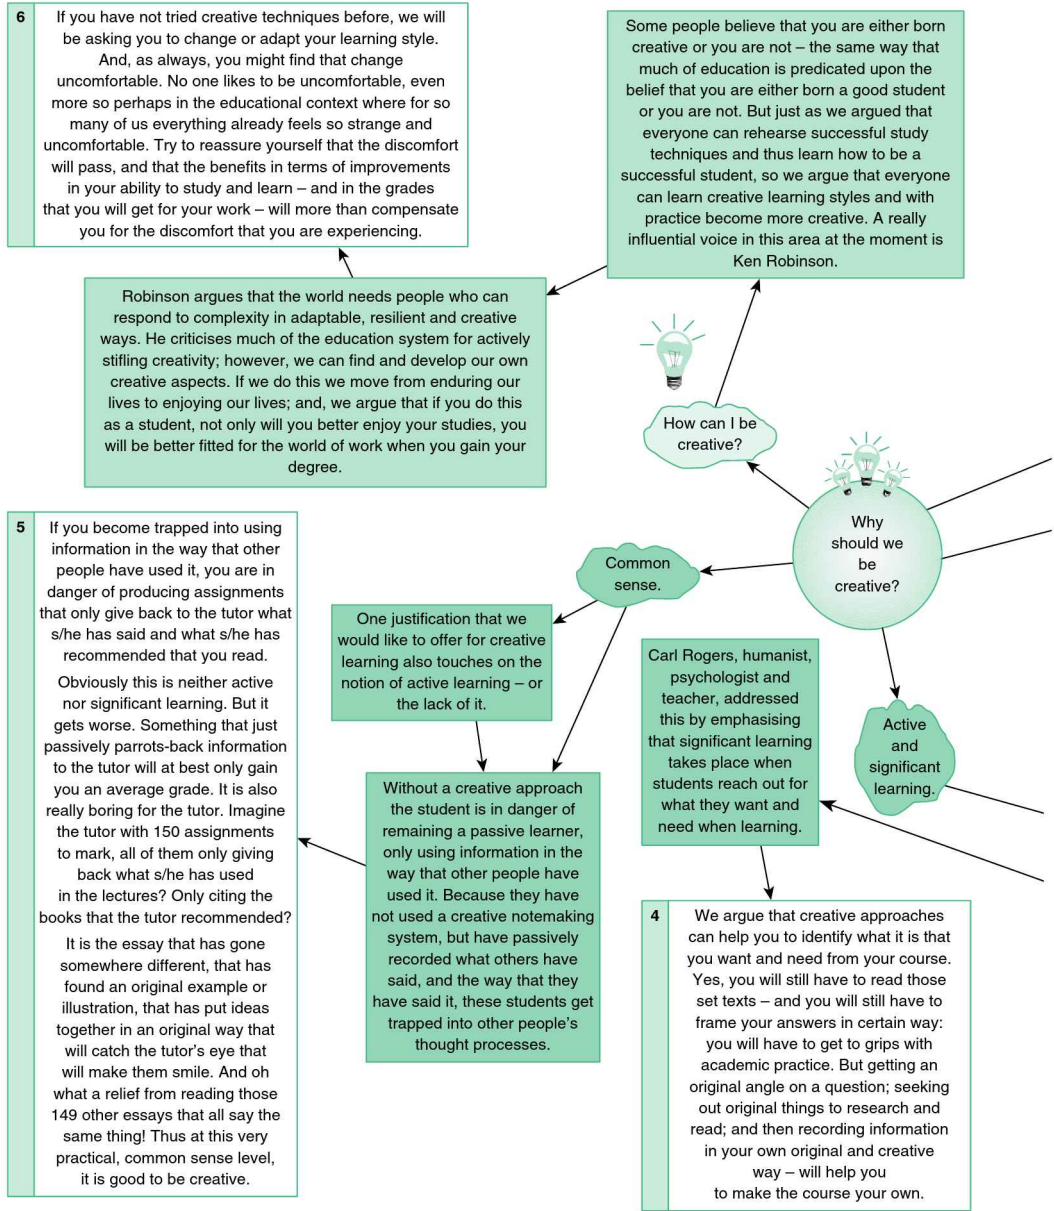 6
If you have not tried creative techniques before, we will
be asking you to change or adapt your learning style.
And, as always, you might find that change
uncomfortable. No one likes to be uncomfortable, even
more so perhaps in the educational context where for so
many of us everything already feels so strange and
uncomfortable. Try to reassure yourself that the discomfort
will pass, and that the benefits in terms of improvements
in your ability to study and learn – and in the grades
that you will get for your work – will more than compensate
you for the discomfort that you are experiencing.
Some people believe that you are either born
creative or you are not – the same way that
much of education is predicated upon the
belief that you are either born a good student
or you are not. But just as we argued that
everyone can rehearse successful study
techniques and thus learn how to be a
successful student, so we argue that everyone
can learn creative learning styles and with
practice become more creative. A really
influential voice in this area at the moment is
Ken Robinson.
Robinson argues that the world needs people who can
respond to complexity in adaptable, resilient and creative
ways. He criticises much of the education system for actively
stifling creativity; however, we can find and develop our own
creative aspects. If we do this we move from enduring our
lives to enjoying our lives; and, we argue that if you do this
as a student, not only will you better enjoy your studies, you
will be better fitted for the world of work when you gain your
degree.
How can I be
creative?
Why
should we
be
creative?
Common
sense.
5
If you become trapped into using
information in the way that other
people have used it, you are in
danger of producing assignments
that only give back to the tutor what
s/he has said and what s/he has
recommended that you read.
Obviously this is neither active
nor significant learning. But it
gets worse. Something that just
passively parrots-back information
to the tutor will at best only gain
you an average grade. It is also
really boring for the tutor. Imagine
the tutor with 150 assignments
to mark, all of them only giving
back what s/he has used
in the lectures? Only citing the
books that the tutor recommended?
It is the essay that has gone
somewhere different, that has
found an original example or
illustration, that has put ideas
together in an original way that
will catch the tutor's eye that
will make them smile. And oh
what a relief from reading those
149 other essays that all say the
same thing! Thus at this very
practical, common sense level,
it is good to be creative.
One justification that we
would like to offer for creative
learning also touches on the
notion of active learning – or
the lack of it.
Without a creative approach
the student is in danger of
remaining a passive learner,
only using information in the
way that other people have
used it. Because they have
not used a creative notemaking
system, but have passively
recorded what others have
said, and the way that they
have said it, these students get
trapped into other people's
thought processes.
Carl Rogers, humanist,
psychologist and
teacher, addressed
this by emphasising
that significant learning
takes place when
students reach out for
what they want and
need when learning.
Active
and
significant
learning.
4
We argue that creative approaches
can help you to identify what it is that
you want and need from your course.
Yes, you will still have to read those
set texts – and you will still have to
frame your answers in certain way:
you will have to get to grips with
academic practice. But getting an
original angle on a question; seeking
out original things to research and
read; and then recording information
in your own original and creative
way – will help you
to make the course your own.